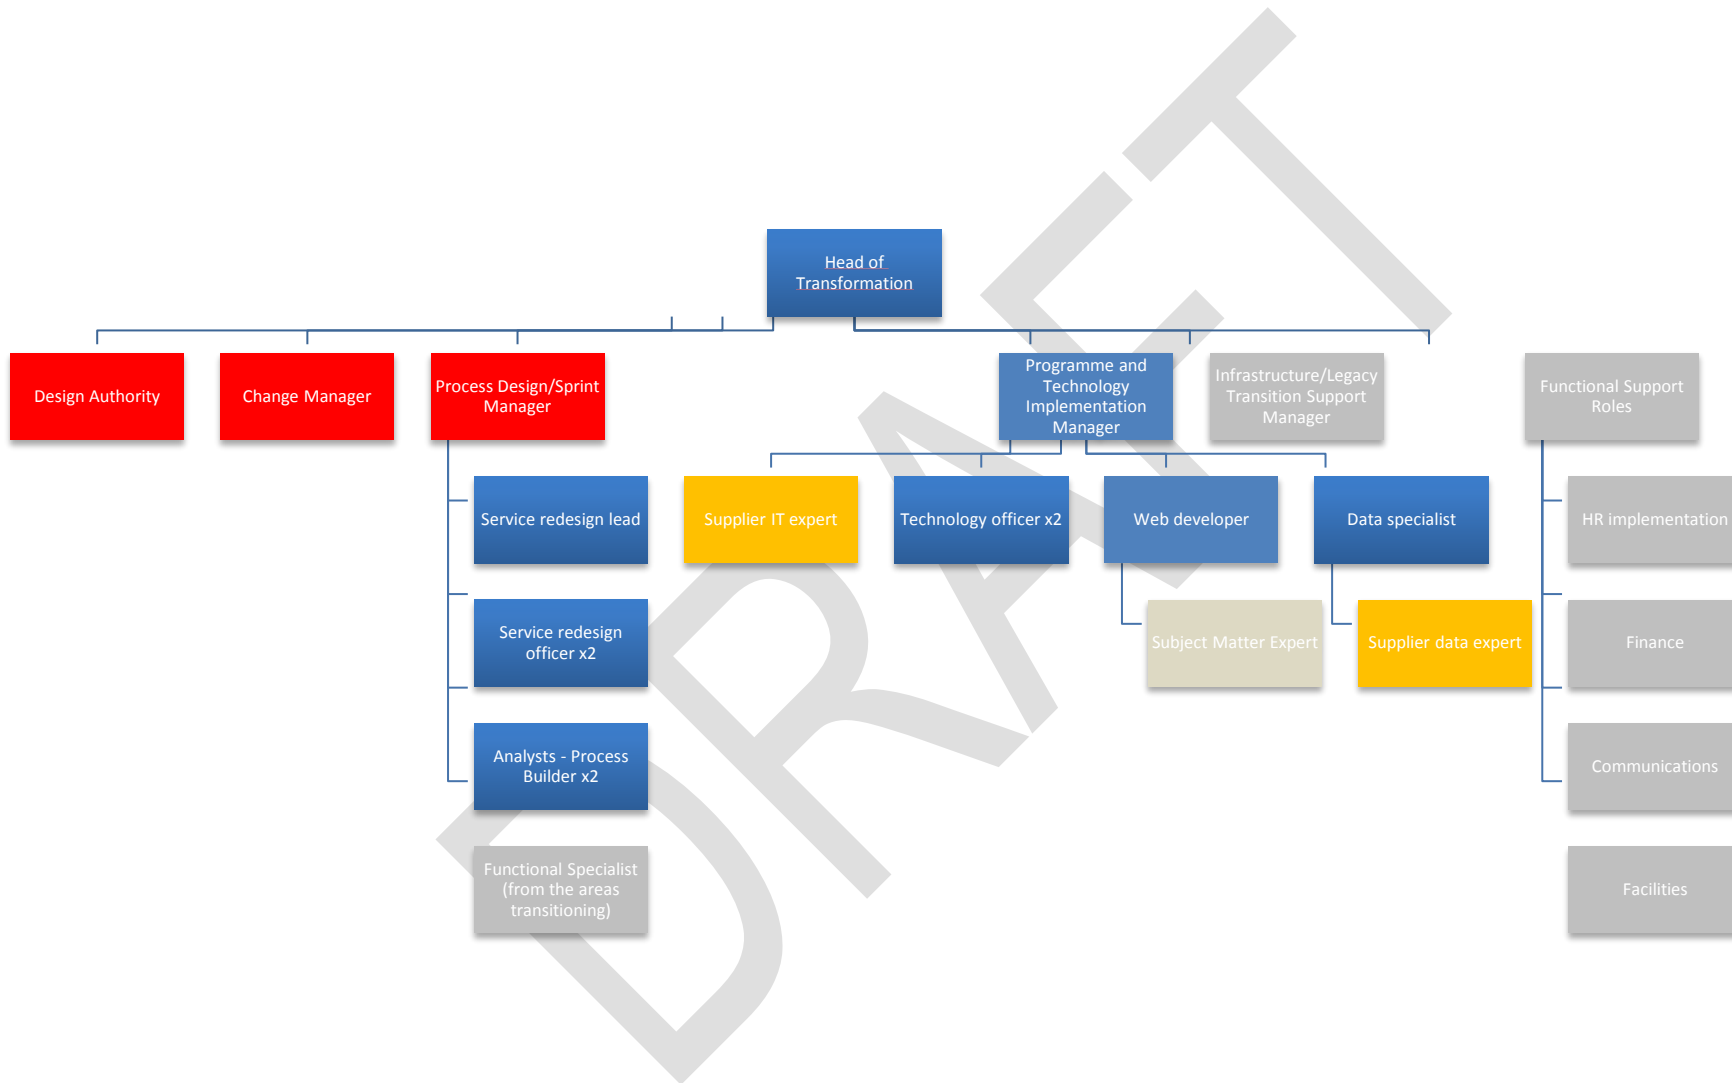 Head of
Transformation
Design Authority
Change Manager
Process Design/Sprint
Manager
Programme and
Technology
Implementation
Manager
Infrastructure/Legacy
Transition Support
Manager
Functional Support
Roles
Service redesign lead
Supplier IT expert
Technology officer x2
Web developer
Data specialist
HR implementation
Service redesign
officer x2
Subject Matter Expert
Supplier data expert
Finance
Analysts - Process
Builder x2
Communications
Functional Specialist
(from the areas
transitioning)
Facilities
DRAFT